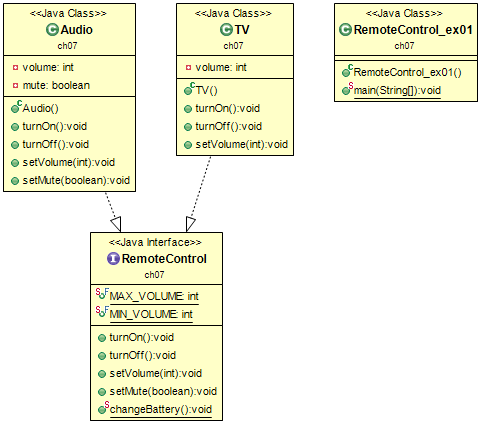 <<Java Class>>
Audio
ch07
volume: int
mute: boolean
Audio()
turnOn():void
turnOff():void
setVolume(int):void
setMute(boolean):void
<<Java Class>>
TV
ch07
volume: int
TV()
turnOn():void
turnOff():void
setVolume(int):void
<<Java Class>>
RemoteControl_ex01
ch07
RemoteControl_ex01()
main(String[]):void
<<Java Interface>>
RemoteControl
ch07
MAX_VOLUME: int
MIN_VOLUME: int
turnOn():void
turnOff():void
setVolume(int):void
setMute(boolean):void
changeBattery():void